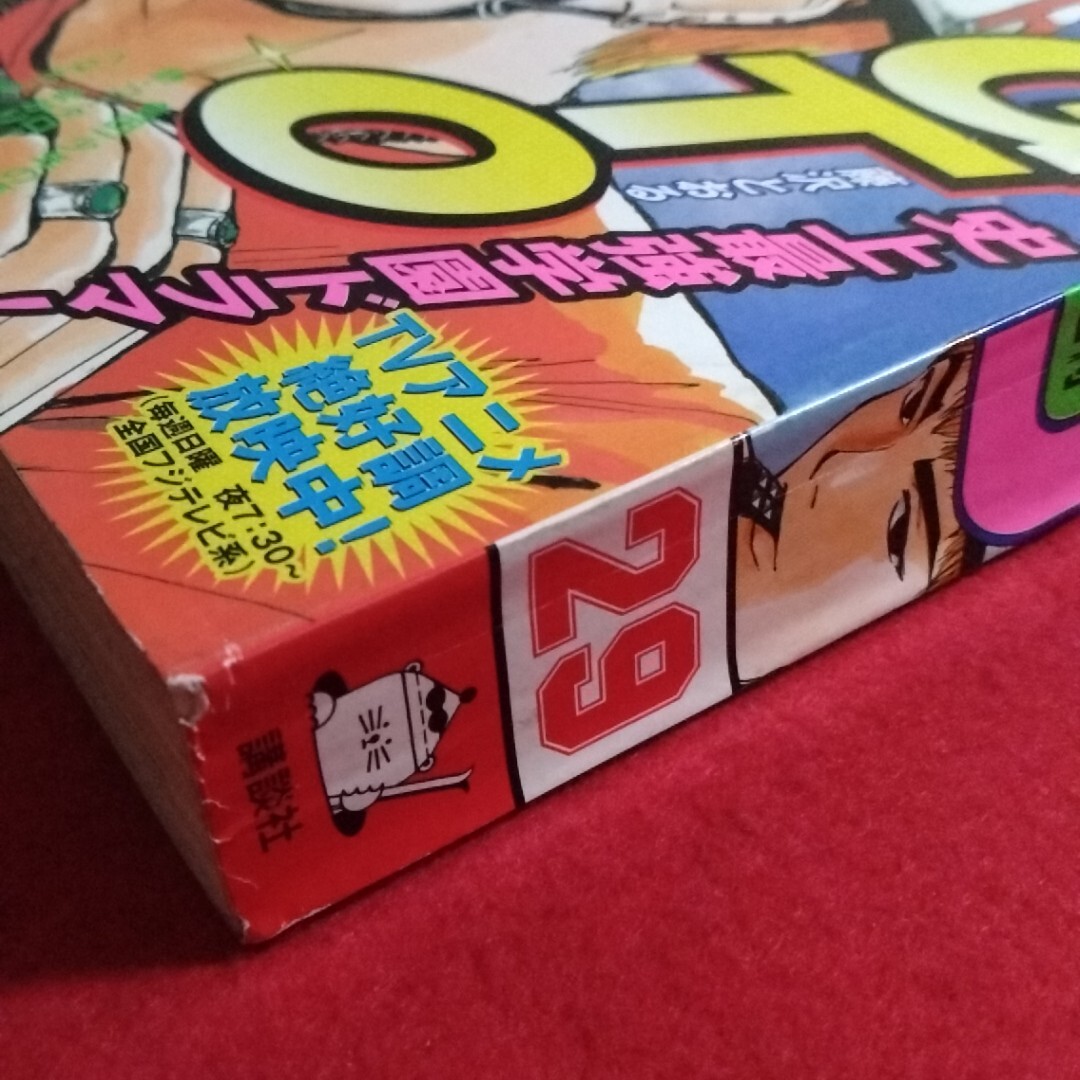 GTO
藤沢とおる
史上最強学園ドラマ
TVアニメ
絶好調
放映中!
(毎週日曜 夜7:30~
全国フジテレビ系)
29
講談社